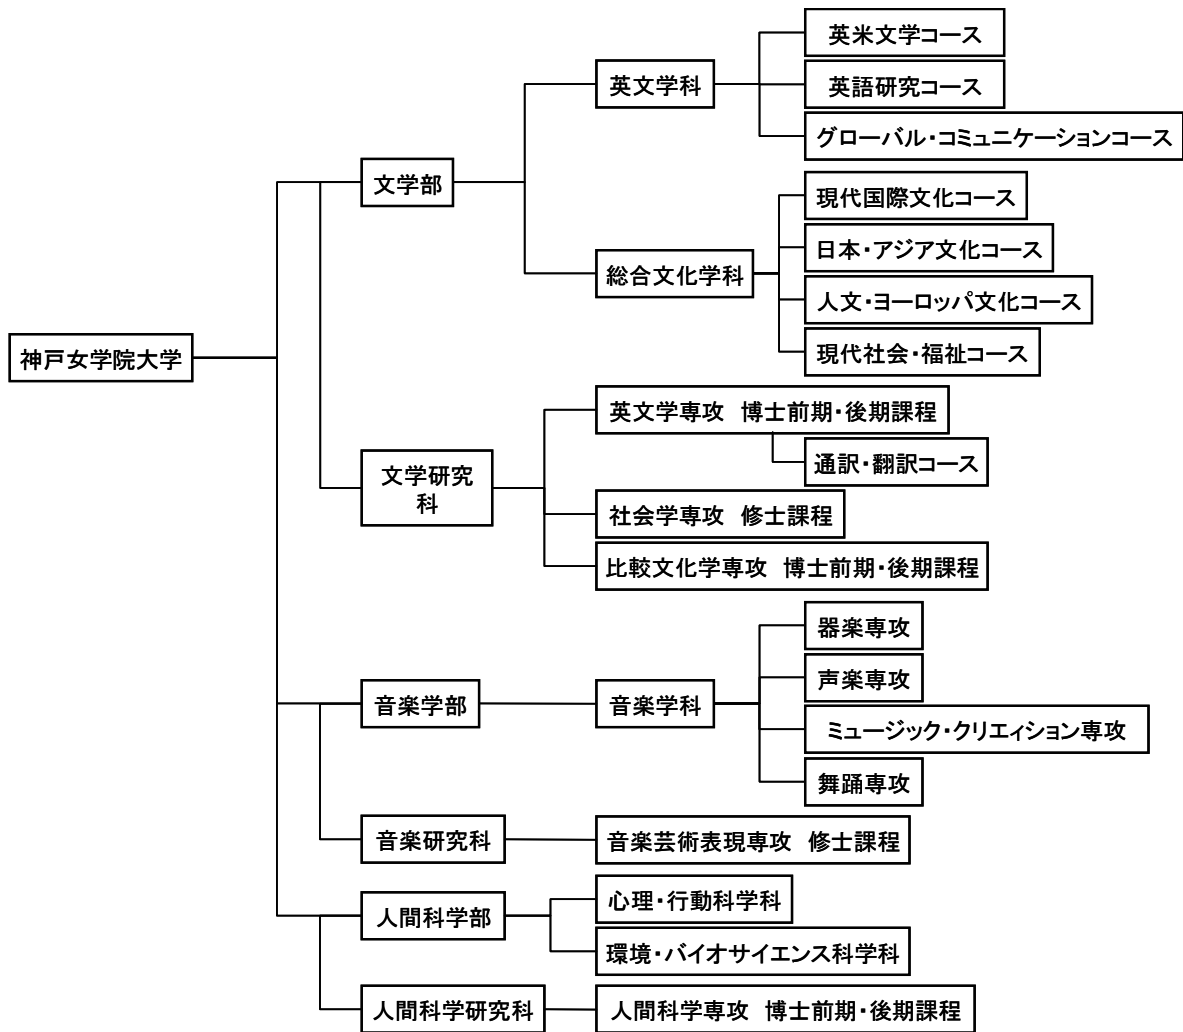 英米文学コース
英文学科
英語研究コース
グローバル・コミュニケーションコース
文学部
現代国際文化コース
日本・アジア文化コース
総合文化学科
人文・ヨーロッパ文化コース
現代社会・福祉コース
神戸女学院大学
英文学専攻 博士前期・後期課程
通訳・翻訳コース
文学研究
科
社会学専攻 修士課程
比較文化学専攻 博士前期・後期課程
器楽専攻
声楽専攻
音楽学部
音楽学科
ミュージック・クリエィション専攻
舞踊専攻
音楽研究科
音楽芸術表現専攻 修士課程
人間科学部
心理・行動科学科
環境・バイオサイエンス科学科
人間科学研究科
人間科学専攻 博士前期・後期課程